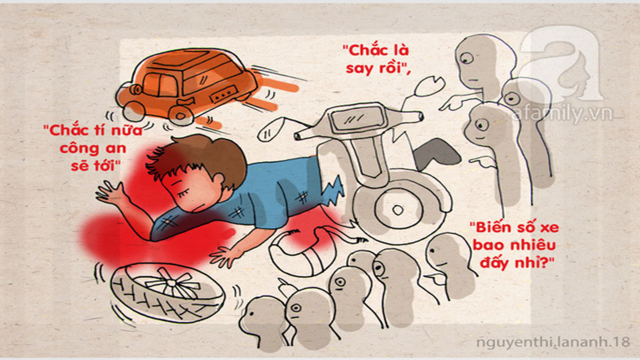 "Chắc là
say rồi",
a
afamily.vn
"Chắc tí nữa
công an
sẽ tới"
"Biến số xe
bao nhiêu
đấy nhỉ?"
nguyenthi,lananh.18